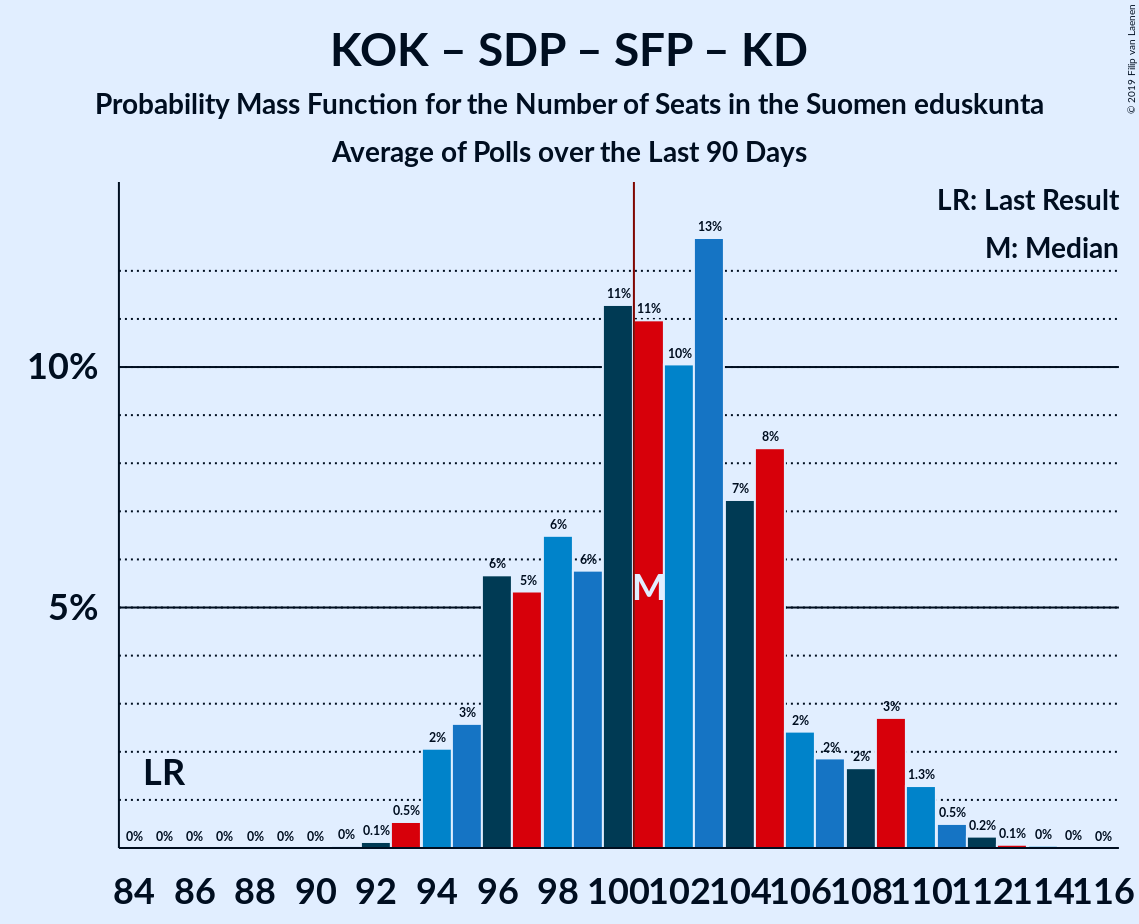 KOK – SDP – SFP – KD
Probability Mass Function for the Number of Seats in the Suomen eduskunta
Average of Polls over the Last 90 Days
© 2019 Filip van Laenen
LR: Last Result
M: Median
10%
5%
LR
M
0% 0% 0% 0% 0% 0% 0% 0% 0.1% 0.5% 2% 3% 6% 5% 6% 6% 11% 11% 10% 13% 7% 8% 2% 2% 2% 3% 1.3% 0.5% 0.2% 0.1% 0% 0% 0%
84 86 88 90 92 94 96 98 100 102 104 106 108 110 112 114 116